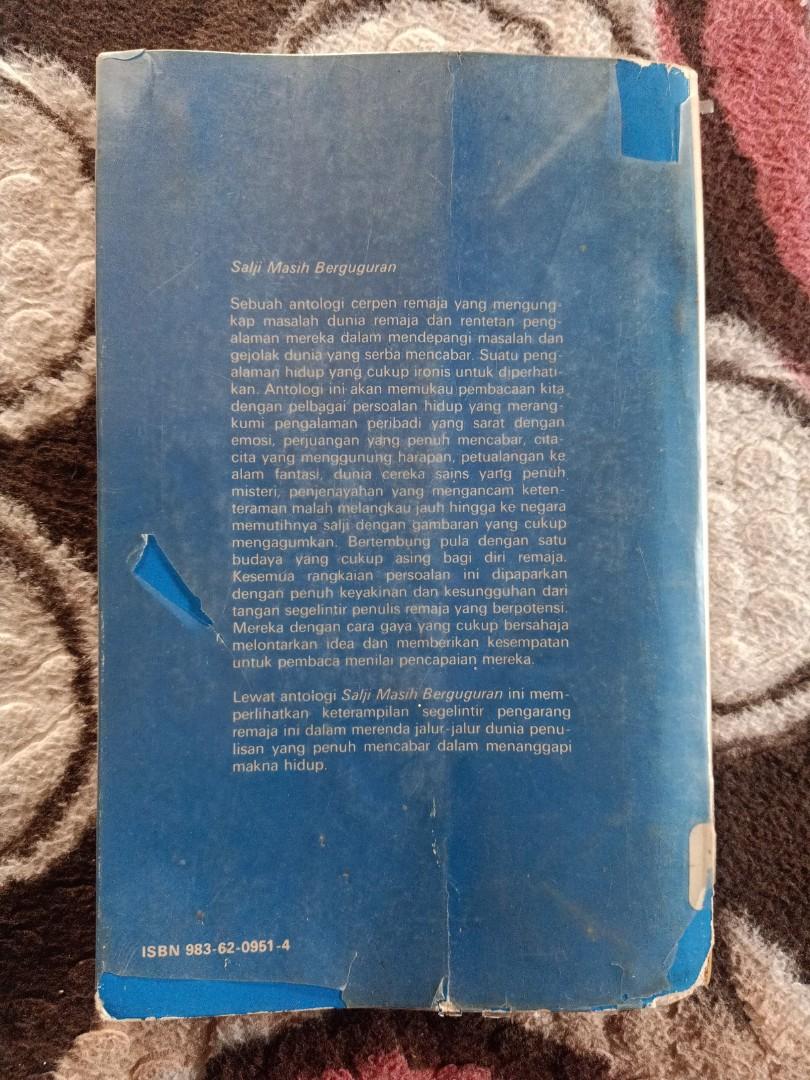 Salji Masih Berguguran
Sebuah antologi cerpen remaja yang mengung-
kap masalah dunia remaja dan rentetan peng-
alaman mereka dalam mendepangi masalah dan
gejolak dunia yang serba mencabar. Suatu peng-
alaman hidup yang cukup ironis untuk diperhati-
kan. Antologi ini akan memukau pembacaan kita
dengan pelbagai persoalan hidup yang merang-
kumi pengalaman peribadi yang sarat dengan
emosi, perjuangan yang penuh mencabar, cita-
cita yang menggunung harapan, petualangan ke
alam fantasi, dunia cereka sains yang penuh
misteri, penjenayahan yang mengancam keten-
teraman malah melangkau jauh hingga ke negara
memutihnya salji dengan gambaran yang cukup
mengagumkan. Bertembung pula dengan satu
budaya yang cukup asing bagi diri remaja.
Kesemua rangkaian persoalan ini dipaparkan
dengan penuh keyakinan dan kesungguhan dari
tangan segelintir penulis remaja yang berpotensi.
Mereka dengan cara gaya yang cukup bersahaja
melontarkan idea dan memberikan kesempatan
untuk pembaca menilai pencapaian mereka.
Lewat antologi Salji Masih Berguguran ini mem-
perlihatkan keterampilan segelintir pengarang
remaja ini dalam merenda jalur-jalur dunia penu-
lisan yang penuh mencabar dalam menanggapi
makna hidup.
ISBN 983-62-0951-4